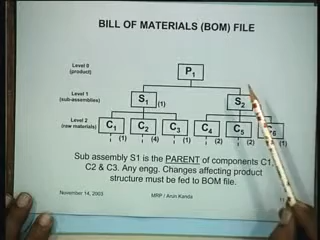 BILL OF MATERIALS (BOM) FILE
Level 0
(product)
P1
Level 1
(sub-assemblies)
S1 (1)
S2
Level 2
(raw materials)
C1 C2 C3 C4 C5 C6
(1) (4) (1) (2) (1)
Sub assembly S1 is the PARENT of components C1,
C2 & C3. Any engg. Changes affecting product
structure must be fed to BOM file.
November 14, 2003
MRP / Arun Kanda